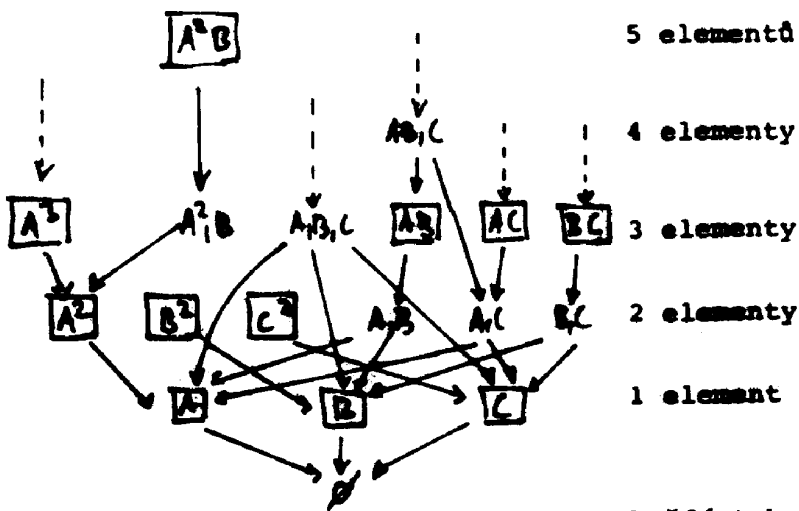 A²B 5 elementů
AB,C 4 elementy
A³ A²,B A,B,C AB AC BC 3 elementy
A² B² C² A,B A,C B,C 2 elementy
A B C 1 element
∅